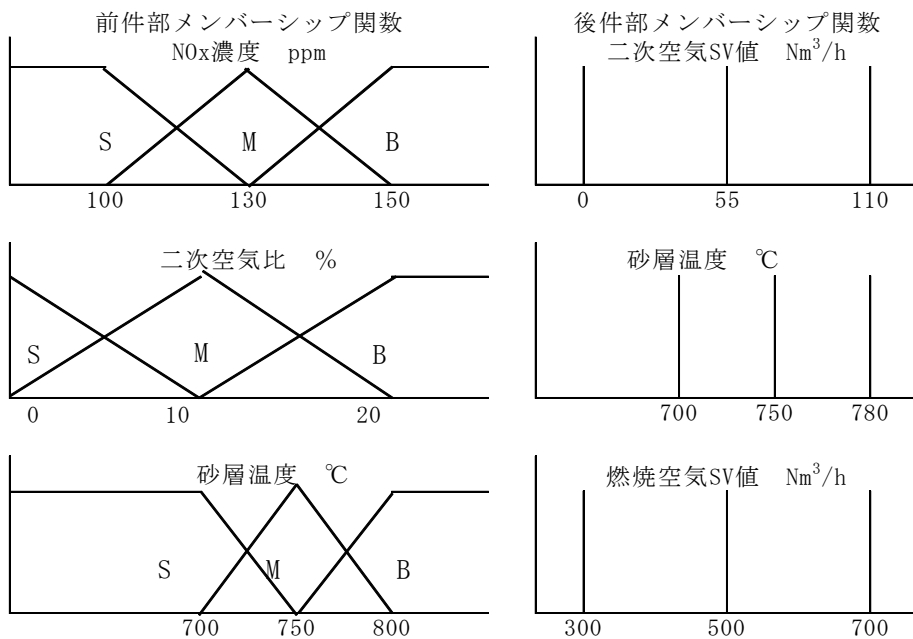 前件部メンバーシップ関数
NOx濃度 ppm
S M B
100 130 150
後件部メンバーシップ関数
二次空気SV値 Nm³/h
0 55 110
二次空気比 %
S M B
0 10 20
砂層温度 ℃
700 750 780
砂層温度 ℃
S M B
700 750 800
燃焼空気SV値 Nm³/h
300 500 700